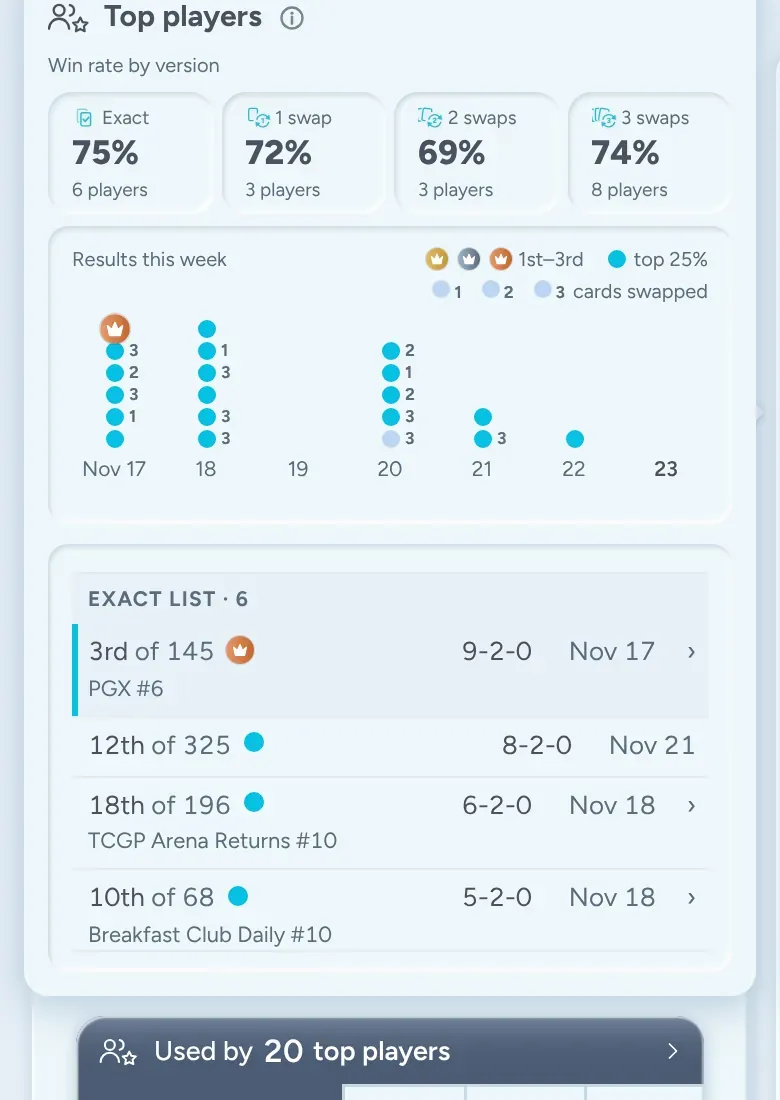 Top players
Win rate by version
Exact
75%
6 players
1 swap
72%
3 players
2 swaps
69%
3 players
3 swaps
74%
8 players
Results this week
1st–3rd top 25%
1 2 3 cards swapped
3 1 2
2 3 1
3 2
1 3 3
3 3 3
Nov 17 18 19 20 21 22 23
EXACT LIST · 6
3rd of 145 9-2-0 Nov 17 ›
PGX #6
12th of 325 8-2-0 Nov 21
18th of 196 6-2-0 Nov 18 ›
TCGP Arena Returns #10
10th of 68 5-2-0 Nov 18 ›
Breakfast Club Daily #10
Used by 20 top players